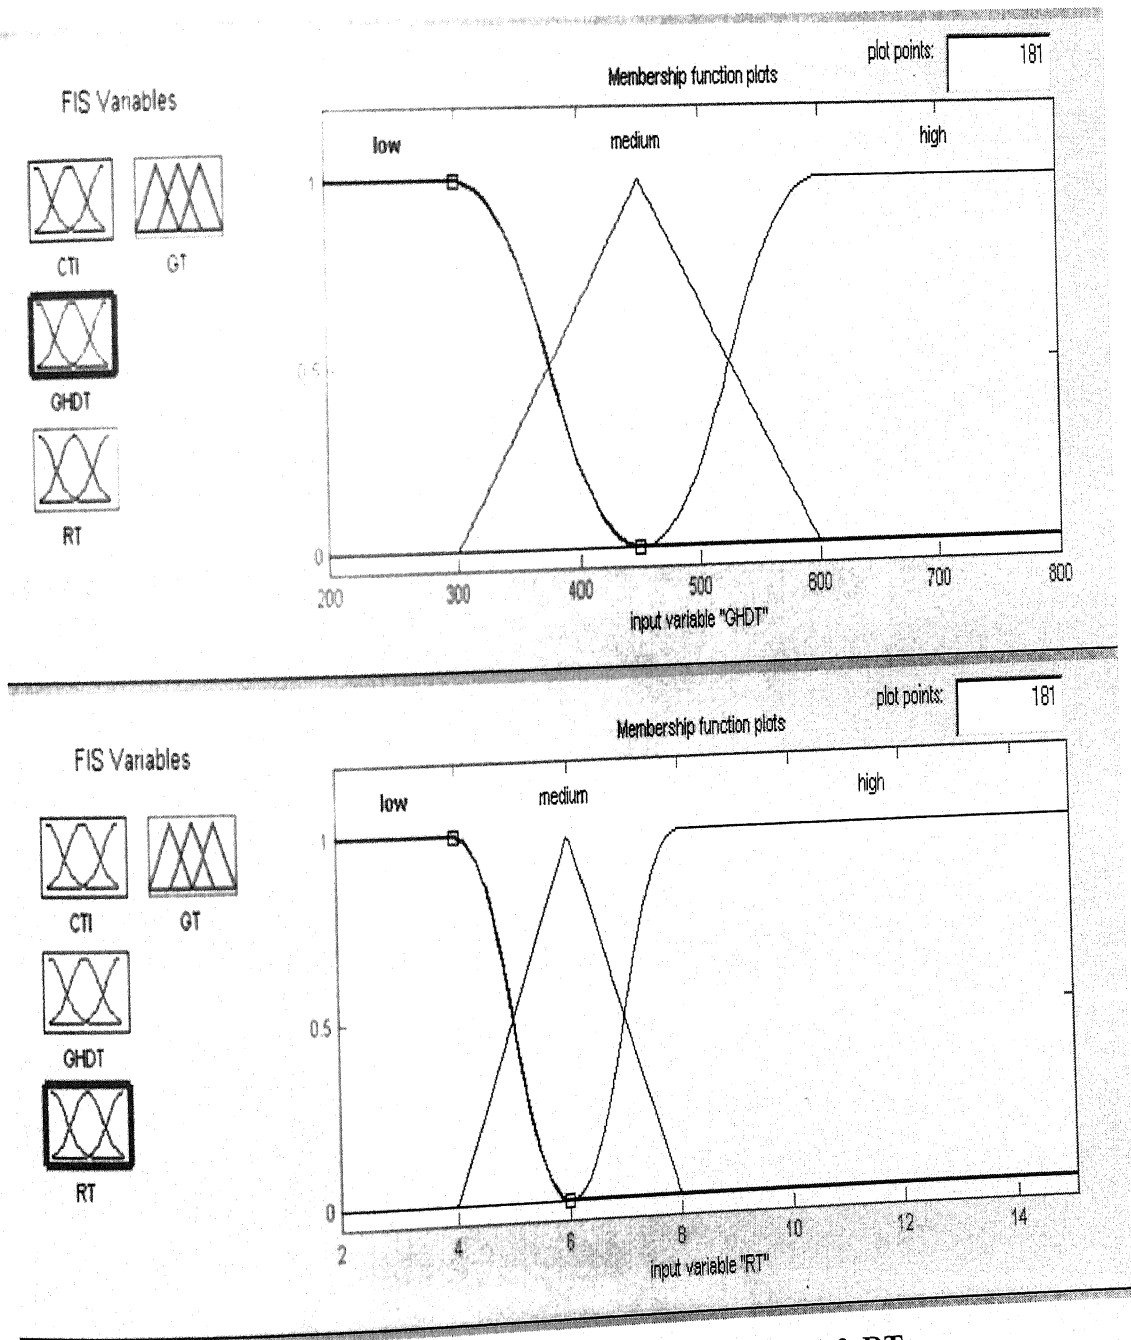 plot points: 181
Membership function plots
FIS Variables
low medium high
1
CTI GT
0.5
GHDT
RT
0
200 300 400 500 600 700 800
input variable "GHDT"
plot points: 181
Membership function plots
FIS Variables
low medium high
1
CTI GT
0.5
GHDT
RT
0
2 4 6 8 10 12 14
input variable "RT"
RT